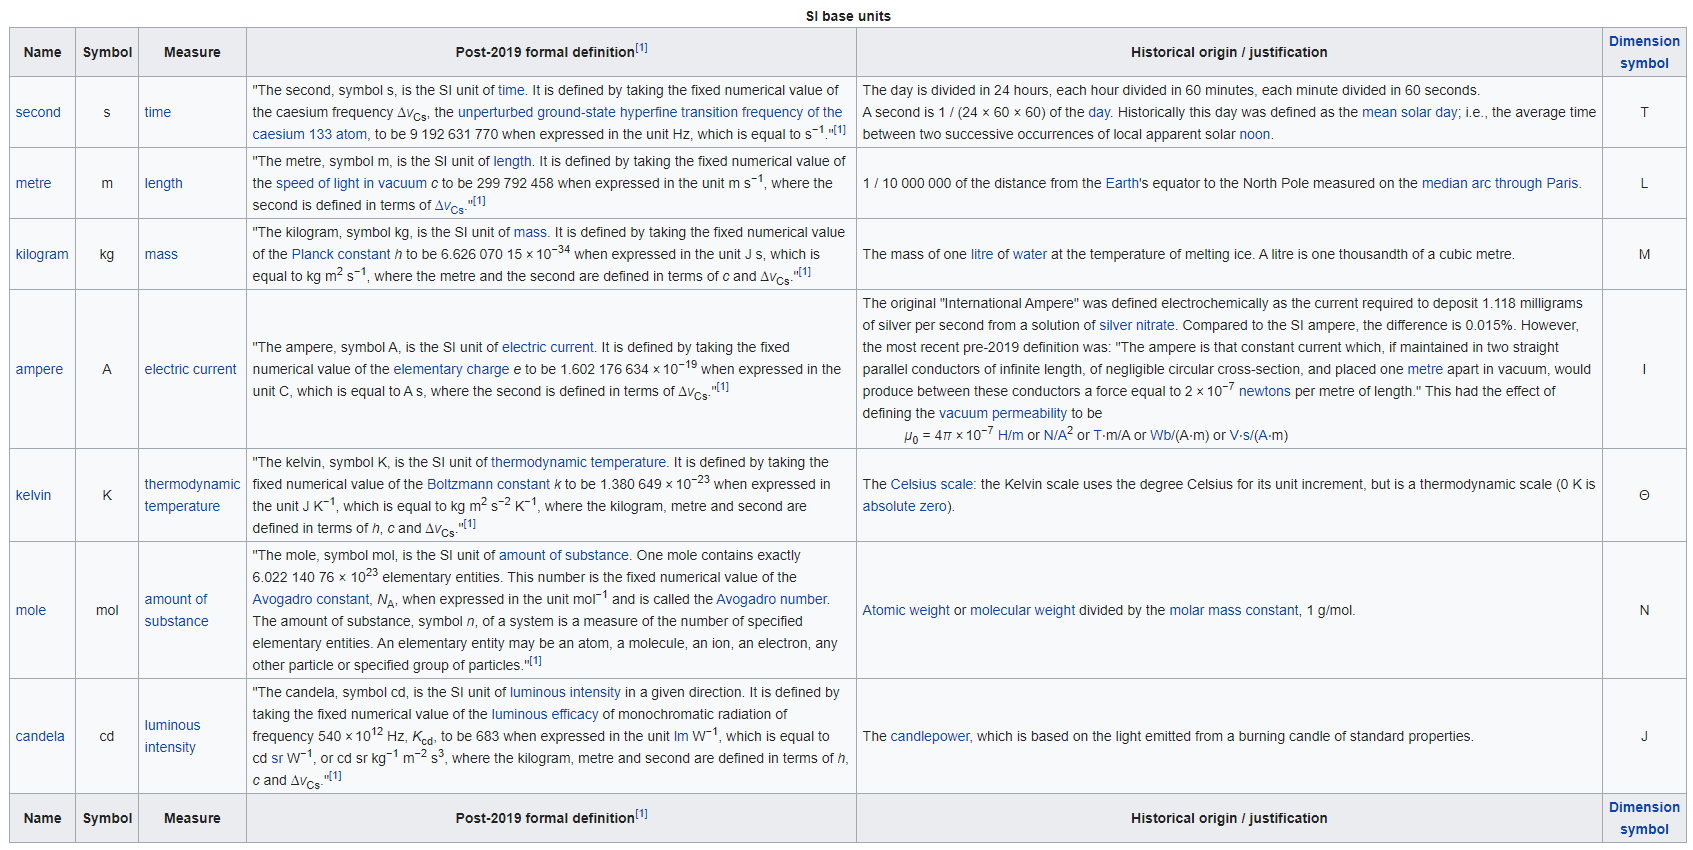 SI base units
Name Symbol Measure Post-2019 formal definition[1] Historical origin / justification Dimension symbol
second s time
"The second, symbol s, is the SI unit of time. It is defined by taking the fixed numerical value of
the caesium frequency ΔνCs, the unperturbed ground-state hyperfine transition frequency of the
caesium 133 atom, to be 9 192 631 770 when expressed in the unit Hz, which is equal to s⁻¹."[1]
The day is divided in 24 hours, each hour divided in 60 minutes, each minute divided in 60 seconds.
A second is 1 / (24 × 60 × 60) of the day. Historically this day was defined as the mean solar day; i.e., the average time
between two successive occurrences of local apparent solar noon.
T
metre m length
"The metre, symbol m, is the SI unit of length. It is defined by taking the fixed numerical value of
the speed of light in vacuum c to be 299 792 458 when expressed in the unit m s⁻¹, where the
second is defined in terms of ΔνCs."[1]
1 / 10 000 000 of the distance from the Earth's equator to the North Pole measured on the median arc through Paris.
L
kilogram kg mass
"The kilogram, symbol kg, is the SI unit of mass. It is defined by taking the fixed numerical value
of the Planck constant h to be 6.626 070 15 × 10⁻³⁴ when expressed in the unit J s, which is
equal to kg m² s⁻¹, where the metre and the second are defined in terms of c and ΔνCs."[1]
The mass of one litre of water at the temperature of melting ice. A litre is one thousandth of a cubic metre.
M
ampere A electric current
"The ampere, symbol A, is the SI unit of electric current. It is defined by taking the fixed
numerical value of the elementary charge e to be 1.602 176 634 × 10⁻¹⁹ when expressed in the
unit C, which is equal to A s, where the second is defined in terms of ΔνCs."[1]
The original "International Ampere" was defined electrochemically as the current required to deposit 1.118 milligrams
of silver per second from a solution of silver nitrate. Compared to the SI ampere, the difference is 0.015%. However,
the most recent pre-2019 definition was: "The ampere is that constant current which, if maintained in two straight
parallel conductors of infinite length, of negligible circular cross-section, and placed one metre apart in vacuum, would
produce between these conductors a force equal to 2 × 10⁻⁷ newtons per metre of length." This had the effect of
defining the vacuum permeability to be
μ₀ = 4π × 10⁻⁷ H/m or N/A² or T⋅m/A or Wb/(A⋅m) or V⋅s/(A⋅m)
I
kelvin K thermodynamic temperature
"The kelvin, symbol K, is the SI unit of thermodynamic temperature. It is defined by taking the
fixed numerical value of the Boltzmann constant k to be 1.380 649 × 10⁻²³ when expressed in
the unit J K⁻¹, which is equal to kg m² s⁻² K⁻¹, where the kilogram, metre and second are
defined in terms of h, c and ΔνCs."[1]
The Celsius scale: the Kelvin scale uses the degree Celsius for its unit increment, but is a thermodynamic scale (0 K is
absolute zero).
Θ
mole mol amount of substance
"The mole, symbol mol, is the SI unit of amount of substance. One mole contains exactly
6.022 140 76 × 10²³ elementary entities. This number is the fixed numerical value of the
Avogadro constant, NA, when expressed in the unit mol⁻¹ and is called the Avogadro number.
The amount of substance, symbol n, of a system is a measure of the number of specified
elementary entities. An elementary entity may be an atom, a molecule, an ion, an electron, any
other particle or specified group of particles."[1]
Atomic weight or molecular weight divided by the molar mass constant, 1 g/mol.
N
candela cd luminous intensity
"The candela, symbol cd, is the SI unit of luminous intensity in a given direction. It is defined by
taking the fixed numerical value of the luminous efficacy of monochromatic radiation of
frequency 540 × 10¹² Hz, Kcd, to be 683 when expressed in the unit lm W⁻¹, which is equal to
cd sr W⁻¹, or cd sr kg⁻¹ m⁻² s³, where the kilogram, metre and second are defined in terms of h,
c and ΔνCs."[1]
The candlepower, which is based on the light emitted from a burning candle of standard properties.
J
Name Symbol Measure Post-2019 formal definition[1] Historical origin / justification Dimension symbol